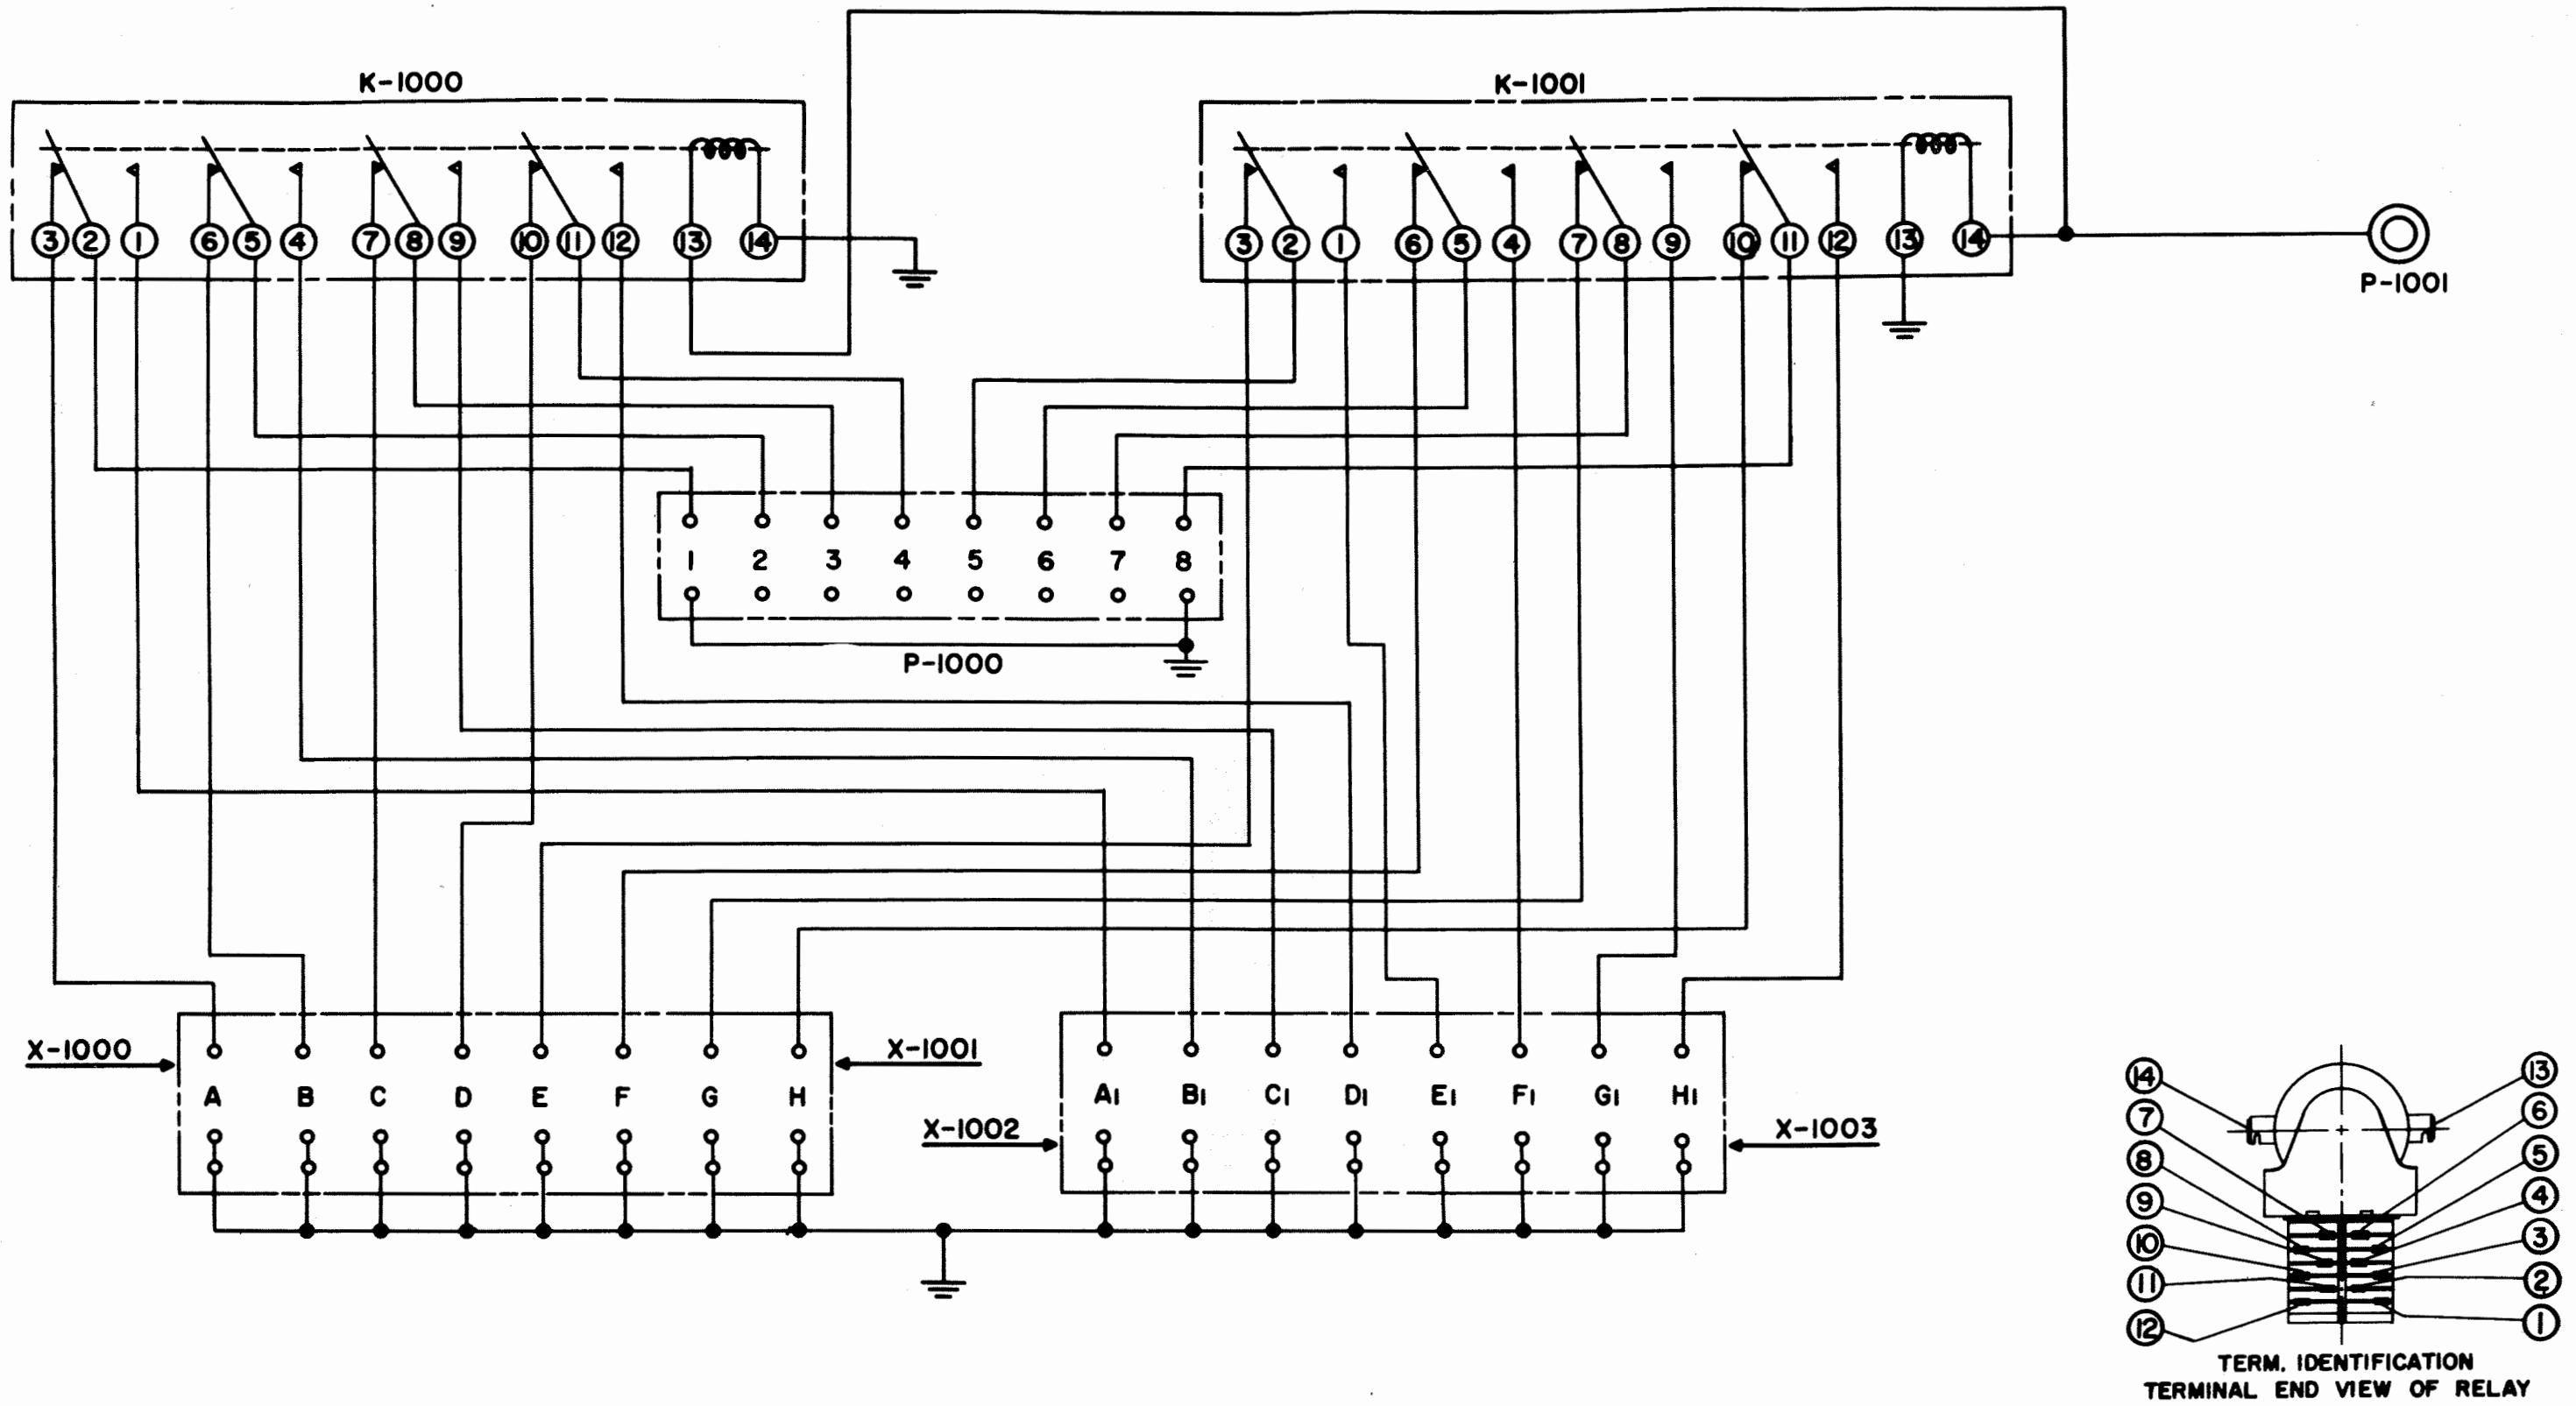 K-1000
K-1001
3 2 1 6 5 4 7 8 9 10 11 12 13 14
3 2 1 6 5 4 7 8 9 10 11 12 13 14
P-1001
1 2 3 4 5 6 7 8
P-1000
X-1000
X-1001
A B C D E F G H
A1 B1 C1 D1 E1 F1 G1 H1
X-1002
X-1003
14
13
7
6
8
5
9
4
10
3
11
2
12
1
TERM. IDENTIFICATION
TERMINAL END VIEW OF RELAY